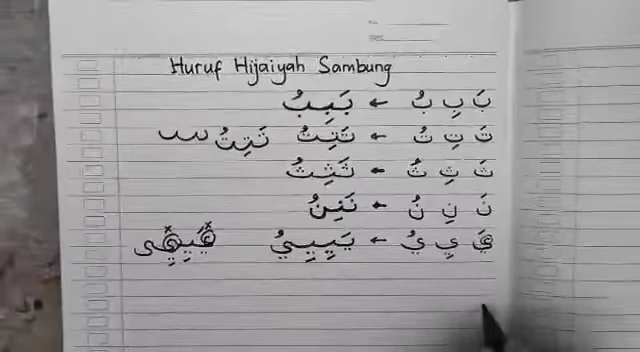 Huruf Hijaiyah Sambung
بَ بِ بُ ← بَبِبُ
تَ تِ تُ ← تَتِتُ تَتِتُ
ثَ ثِ ثُ ← ثَثِثُ
نَ نِ نُ ← نَنِنُ
يَ يِ يُ ← يَيِيُ